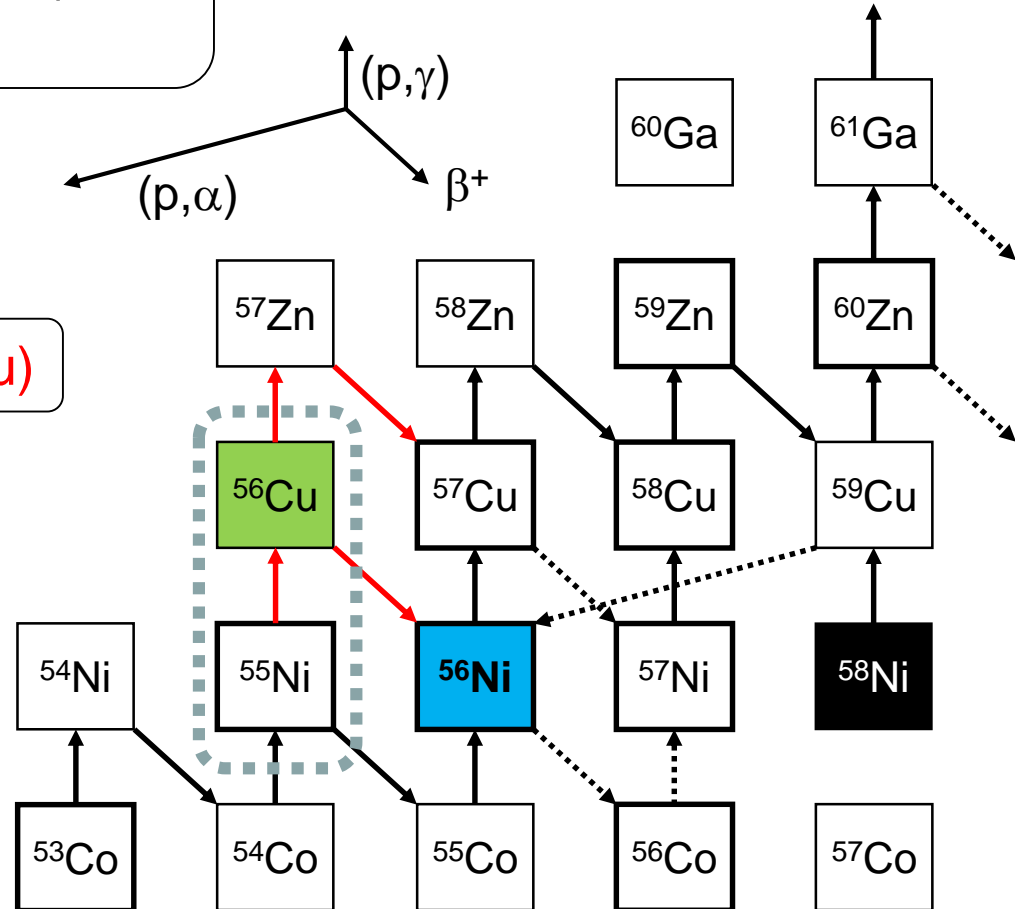 (p,γ)
(p,α)
β⁺
⁶⁰Ga
⁶¹Ga
⁵⁷Zn
⁵⁸Zn
⁵⁹Zn
⁶⁰Zn
u)
⁵⁶Cu
⁵⁷Cu
⁵⁸Cu
⁵⁹Cu
⁵⁴Ni
⁵⁵Ni
⁵⁶Ni
⁵⁷Ni
⁵⁸Ni
⁵³Co
⁵⁴Co
⁵⁵Co
⁵⁶Co
⁵⁷Co